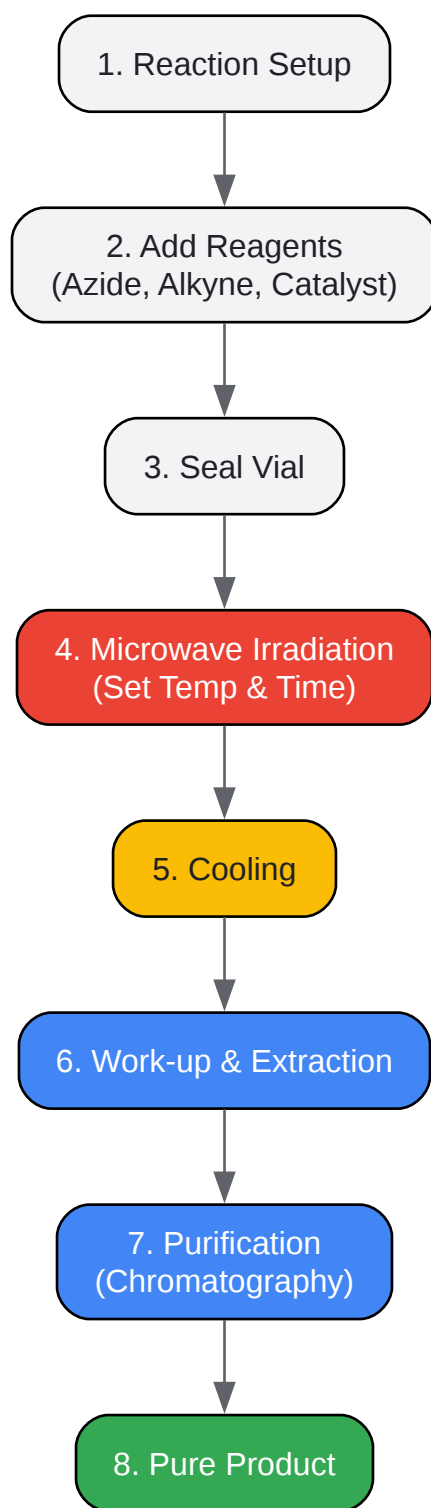 1. Reaction Setup
2. Add Reagents
(Azide, Alkyne, Catalyst)
3. Seal Vial
4. Microwave Irradiation
(Set Temp & Time)
5. Cooling
6. Work-up & Extraction
7. Purification
(Chromatography)
8. Pure Product